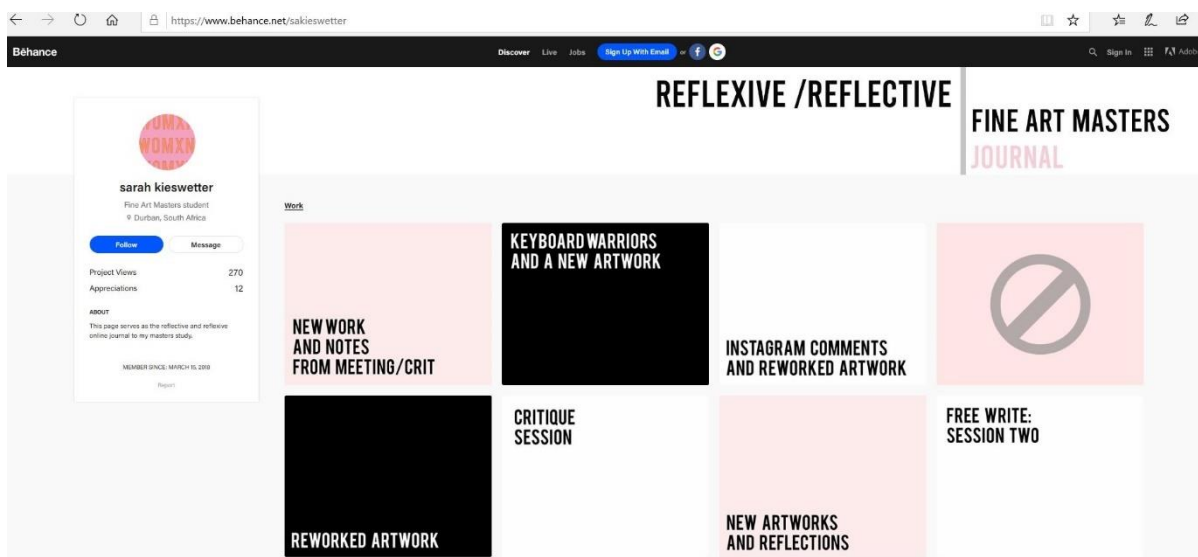 https://www.behance.net/sakieswetter
Bēhance
Discover Live Jobs Sign Up With Email or f G
Sign In Adob
REFLEXIVE /REFLECTIVE
FINE ART MASTERS
JOURNAL
WOMXN
sarah kieswetter
Fine Art Masters student
Durban, South Africa
Follow Message
Project Views 270
Appreciations 12
ABOUT
This page serves as the reflective and reflexive
online journal to my masters study.
MEMBER SINCE: MARCH 15, 2018
Report
Work
NEW WORK
AND NOTES
FROM MEETING/CRIT
KEYBOARD WARRIORS
AND A NEW ARTWORK
INSTAGRAM COMMENTS
AND REWORKED ARTWORK
REWORKED ARTWORK
CRITIQUE
SESSION
NEW ARTWORKS
AND REFLECTIONS
FREE WRITE:
SESSION TWO